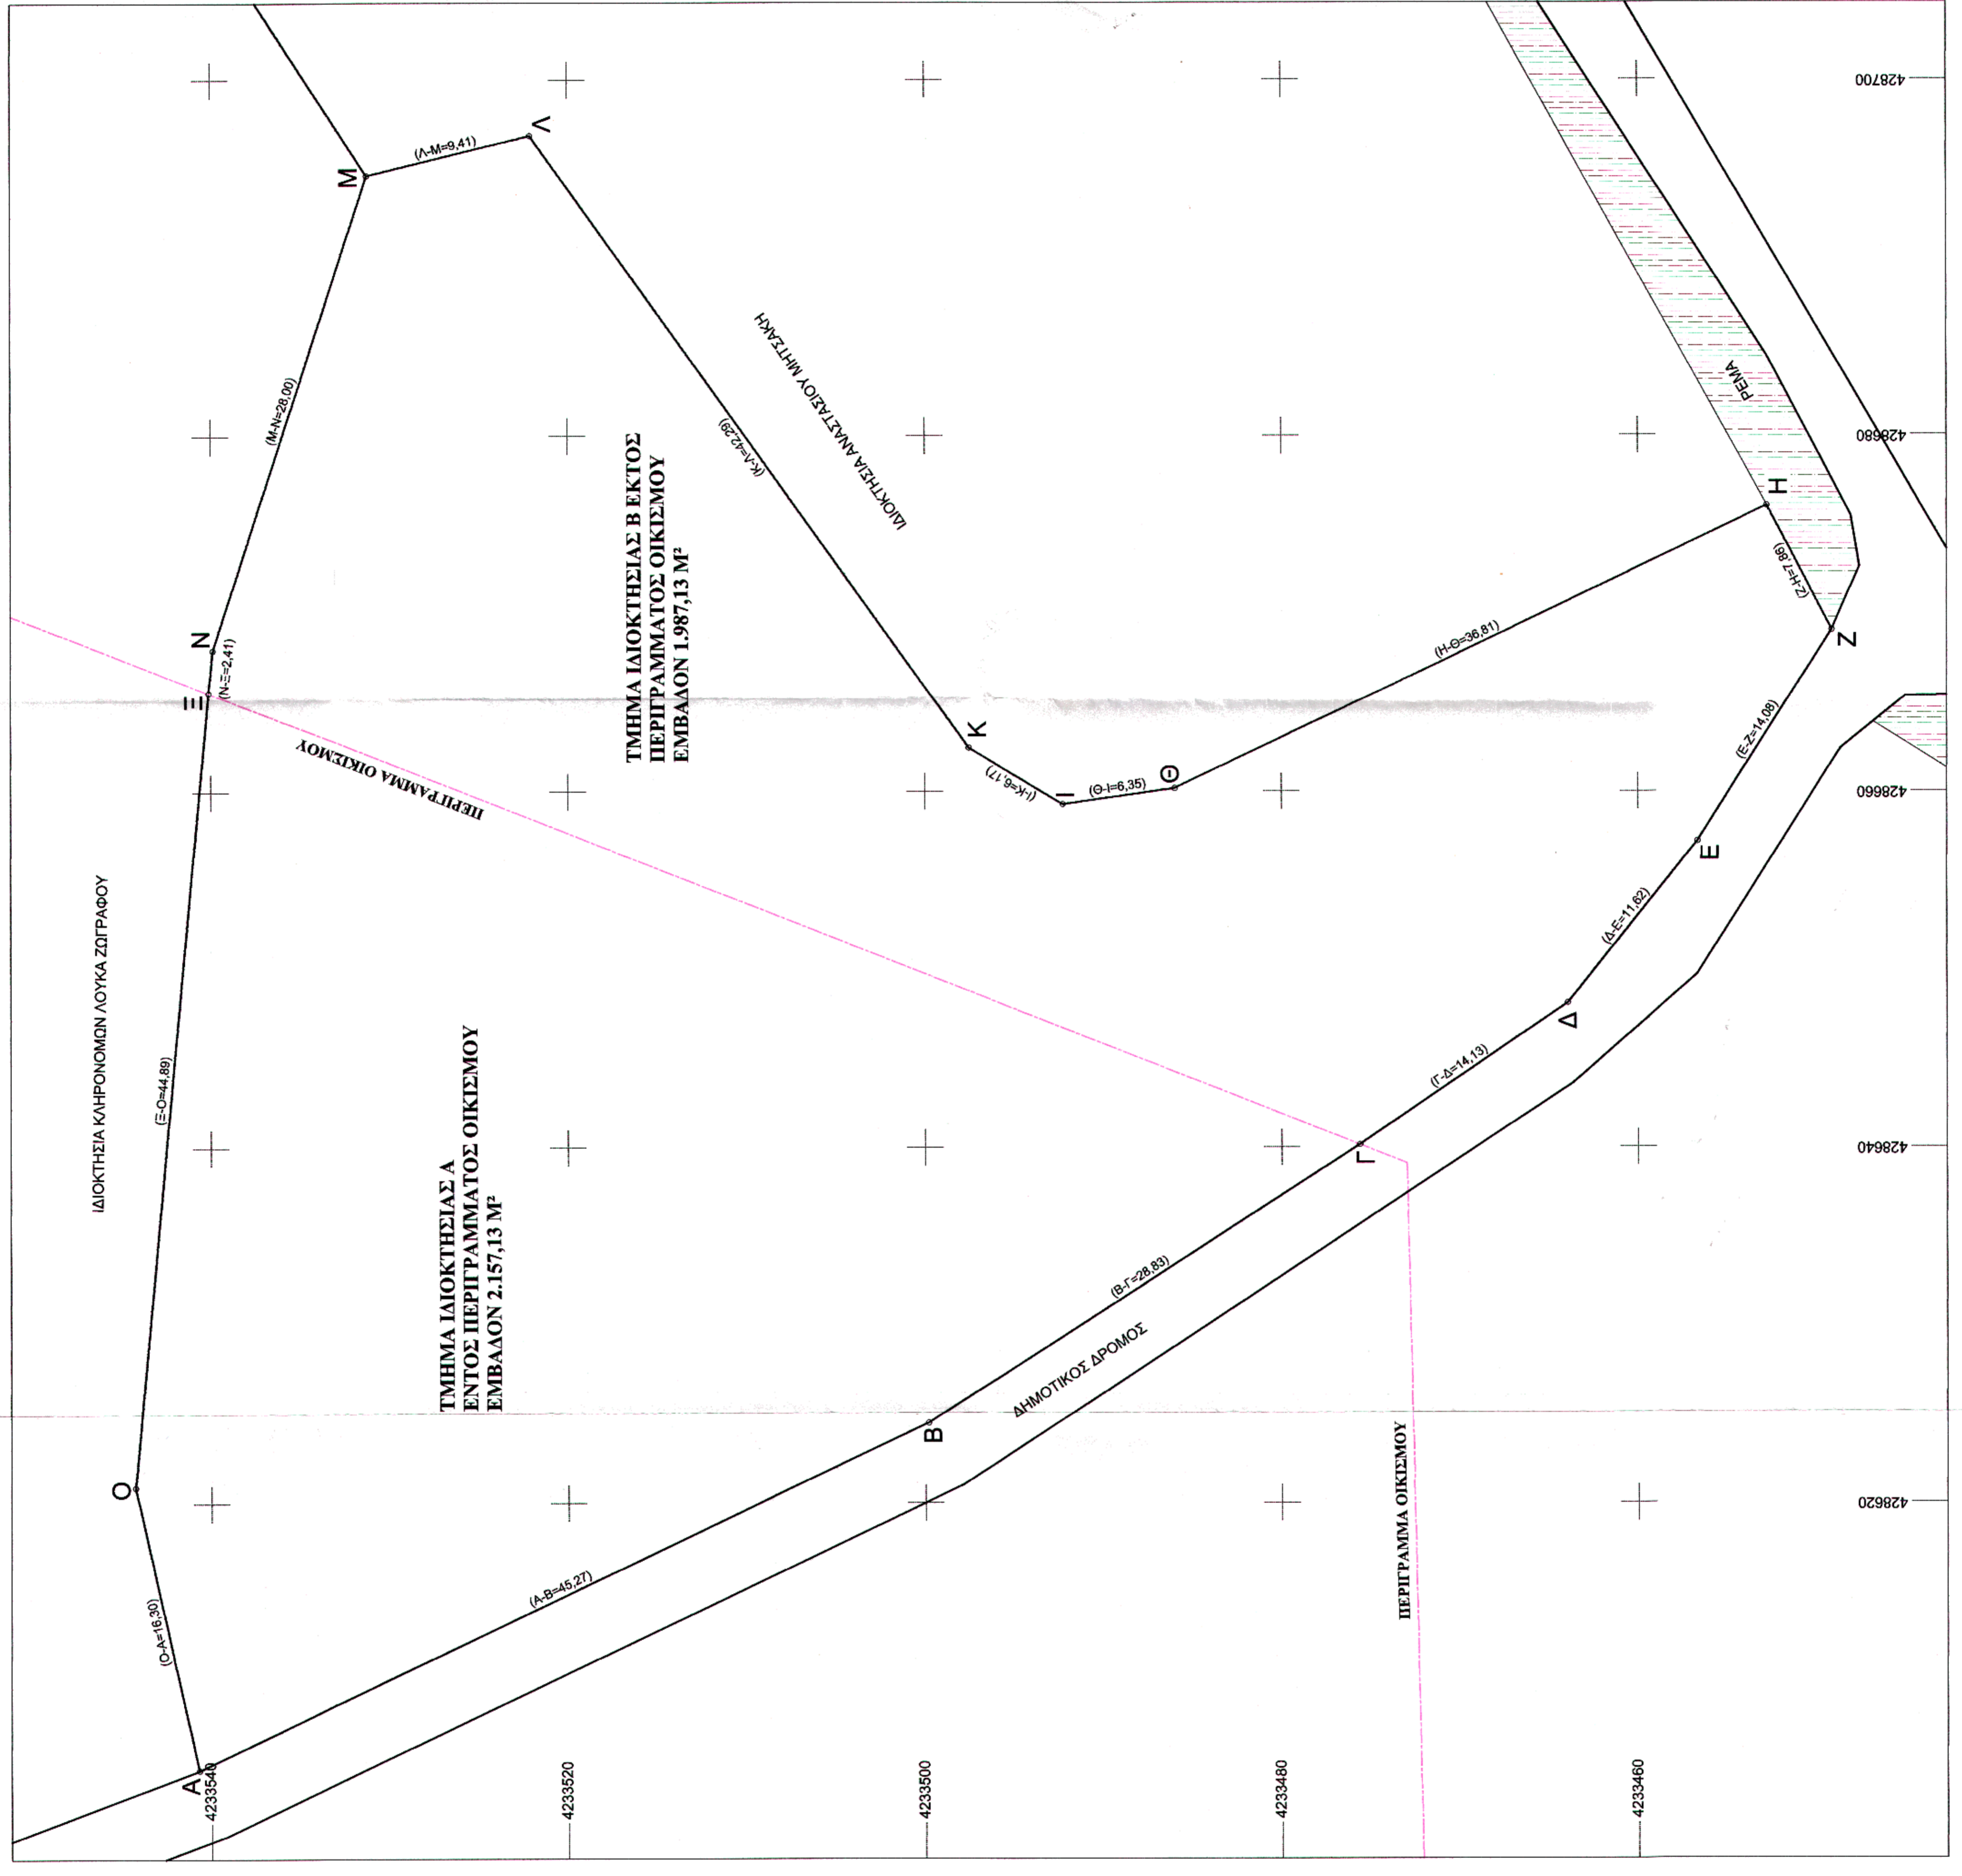 ΙΔΙΟΚΤΗΣΙΑ ΚΛΗΡΟΝΟΜΩΝ ΛΟΥΚΑ ΖΩΓΡΑΦΟΥ
Ο
(Ο-Α=16,30)
Α
(Ξ-Ο=44,89)
Ξ
Ν
(Ν-Ξ=2,41)
(Μ-Ν=28,00)
Μ
(Λ-Μ=9,41)
Λ
ΠΕΡΙΓΡΑΜΜΑ ΟΙΚΙΣΜΟΥ
ΤΜΗΜΑ ΙΔΙΟΚΤΗΣΙΑΣ Α
ΕΝΤΟΣ ΠΕΡΙΓΡΑΜΜΑΤΟΣ ΟΙΚΙΣΜΟΥ
ΕΜΒΑΔΟΝ 2.157,13 Μ²
ΤΜΗΜΑ ΙΔΙΟΚΤΗΣΙΑΣ Β ΕΚΤΟΣ
ΠΕΡΙΓΡΑΜΜΑΤΟΣ ΟΙΚΙΣΜΟΥ
ΕΜΒΑΔΟΝ 1.987,13 Μ²
(Κ-Λ=42,29)
ΙΔΙΟΚΤΗΣΙΑ ΑΝΑΣΤΑΣΙΟΥ ΜΗΤΣΑΚΗ
(Α-Β=45,27)
Β
Κ
(Ι-Κ=6,17)
Ι
(Θ-Ι=6,35)
Θ
(Β-Γ=28,83)
ΔΗΜΟΤΙΚΟΣ ΔΡΟΜΟΣ
Γ
(Γ-Δ=14,13)
Δ
(Δ-Ε=11,62)
Ε
(Ε-Ζ=14,08)
Ζ
(Ζ-Η=7,86)
Η
(Η-Θ=36,81)
ΡΕΜΑ
ΠΕΡΙΓΡΑΜΜΑ ΟΙΚΙΣΜΟΥ
4233540
4233520
4233500
4233480
4233460
428620
428640
428660
428680
428700